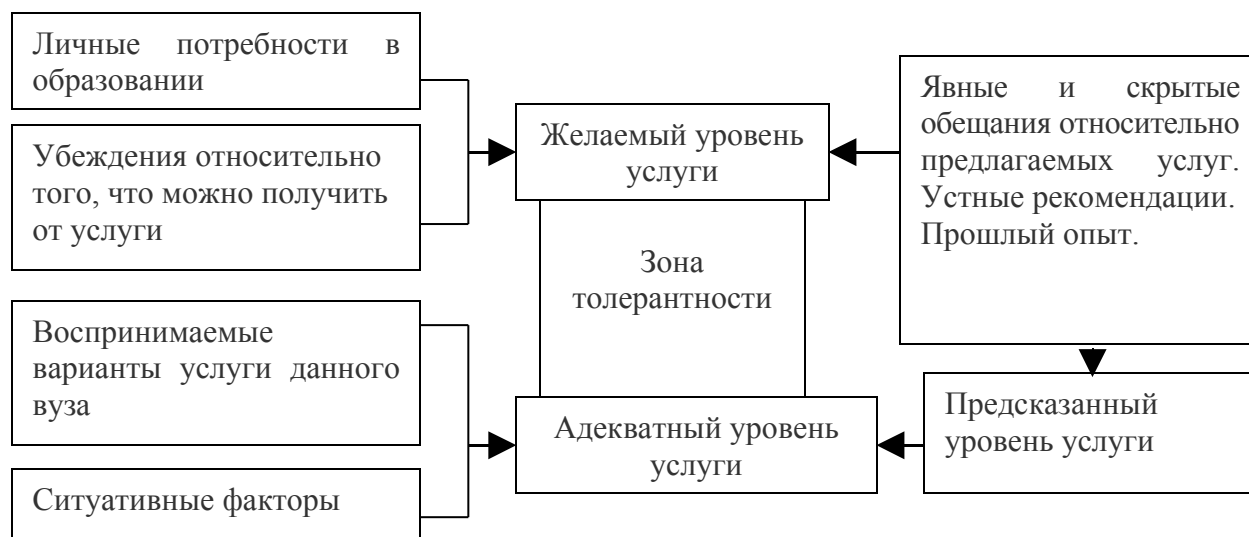 Личные потребности в
образовании
Убеждения относительно
того, что можно получить
от услуги
Воспринимаемые
варианты услуги данного
вуза
Ситуативные факторы
Желаемый уровень
услуги
Зона
толерантности
Адекватный уровень
услуги
Явные и скрытые
обещания относительно
предлагаемых услуг.
Устные рекомендации.
Прошлый опыт.
Предсказанный
уровень услуги